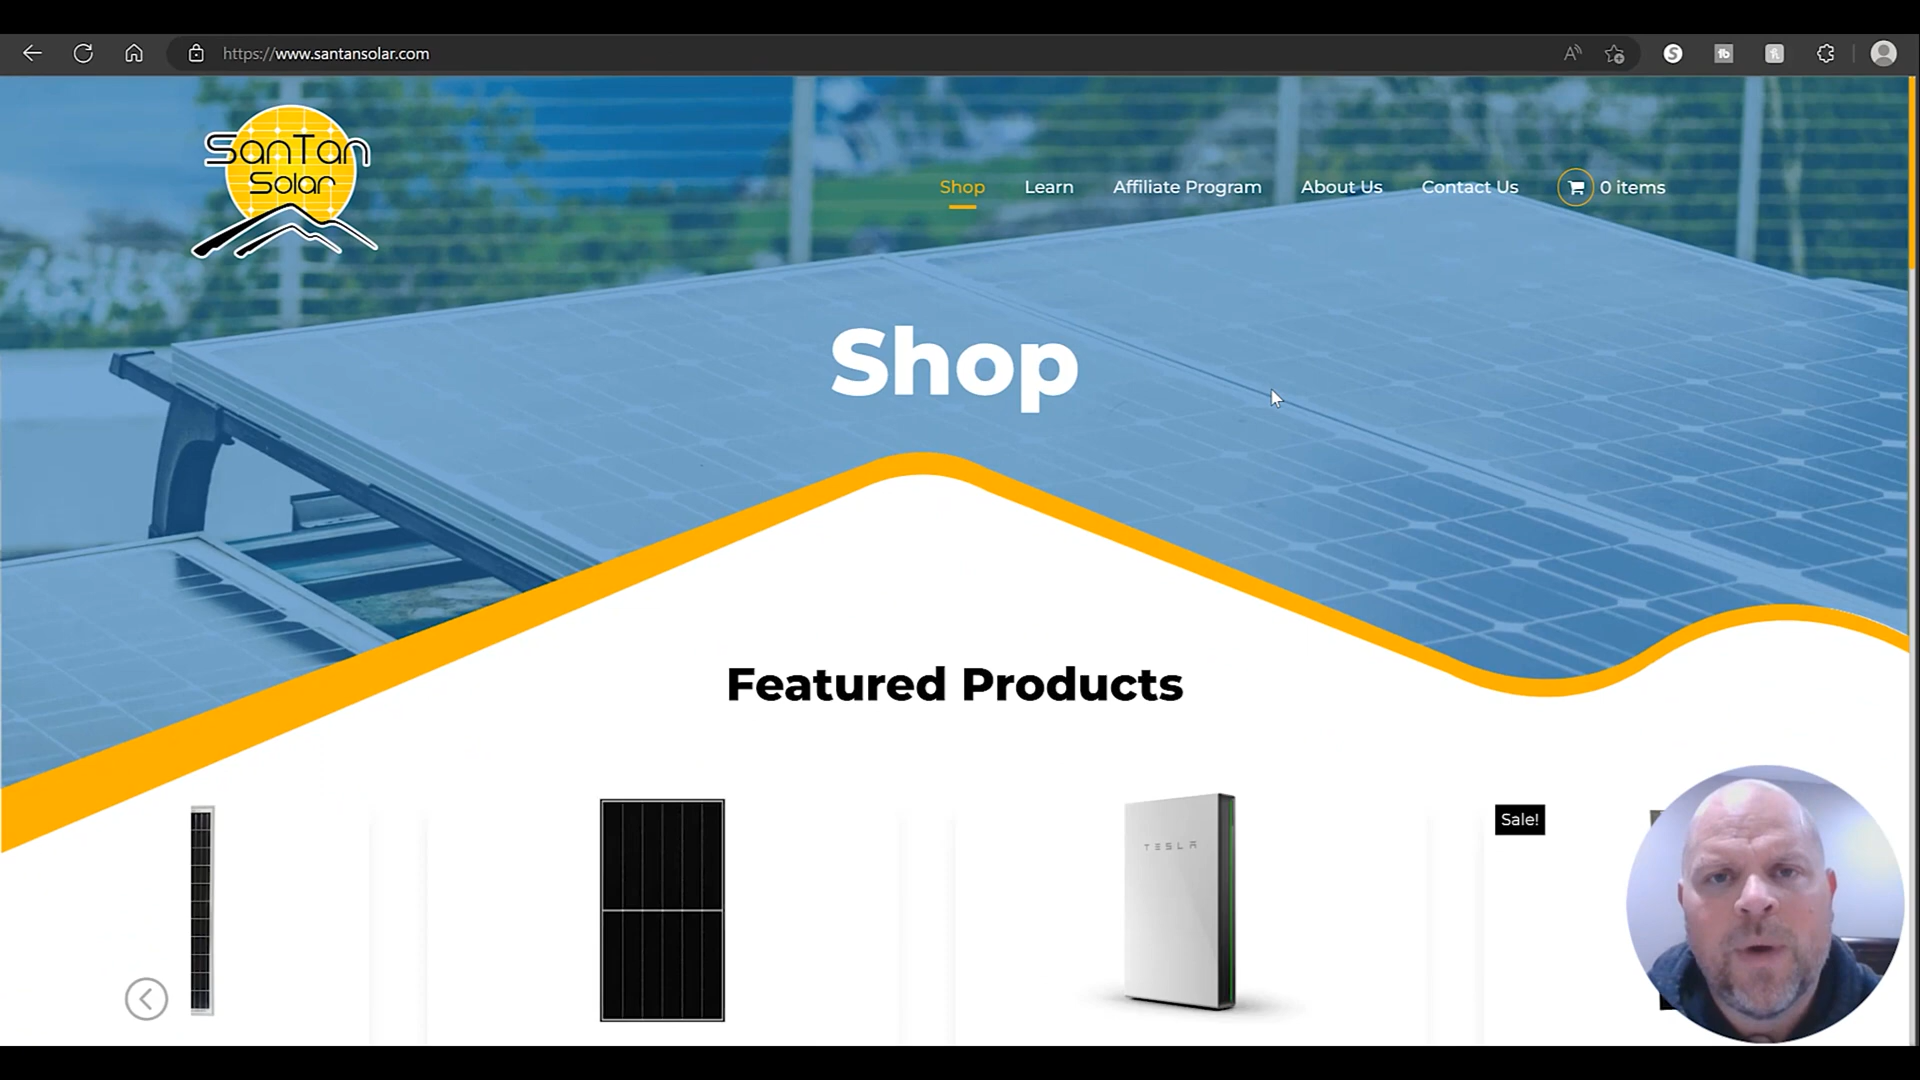 https://www.santansolar.com
SanTan
Solar
Shop
Learn
Affiliate Program
About Us
Contact Us
0 items
Shop
Featured Products
TESLA
Sale!